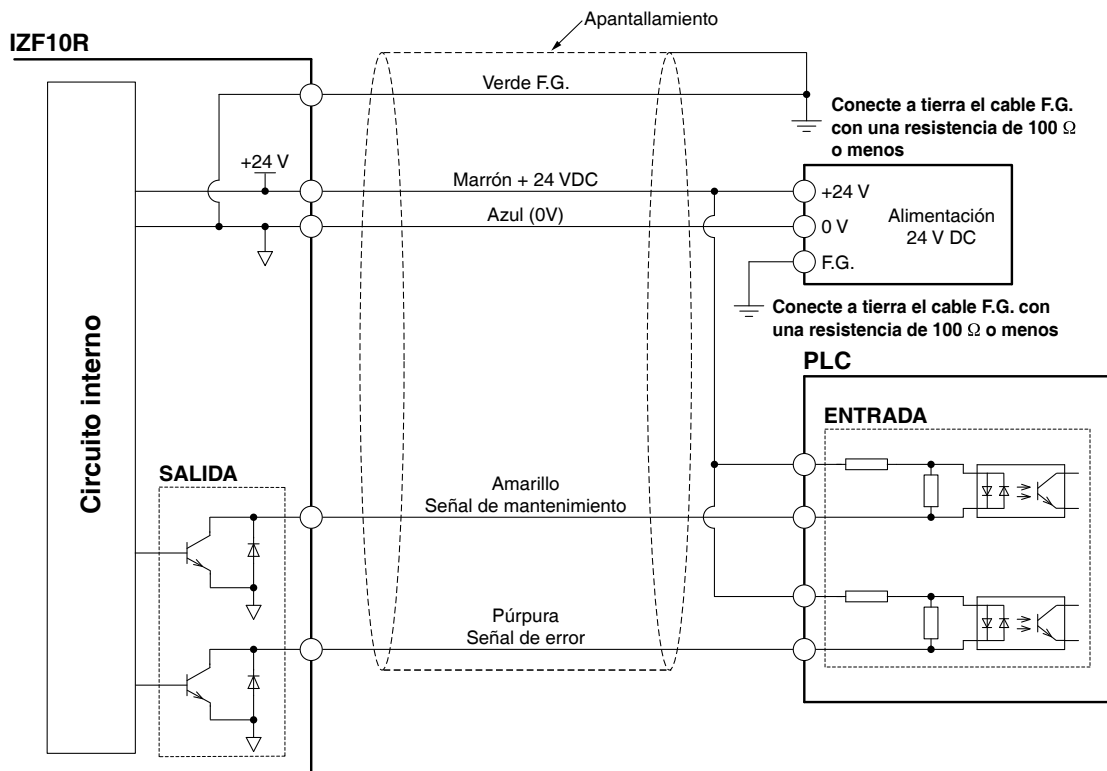 Apantallamiento
IZF10R
Verde F.G.
Conecte a tierra el cable F.G.
con una resistencia de 100 Ω
o menos
+24 V
Marrón + 24 VDC
+24 V
Azul (0V)
0 V
Alimentación
24 V DC
F.G.
Conecte a tierra el cable F.G. con
una resistencia de 100 Ω o menos
PLC
ENTRADA
Circuito interno
SALIDA
Amarillo
Señal de mantenimiento
Púrpura
Señal de error